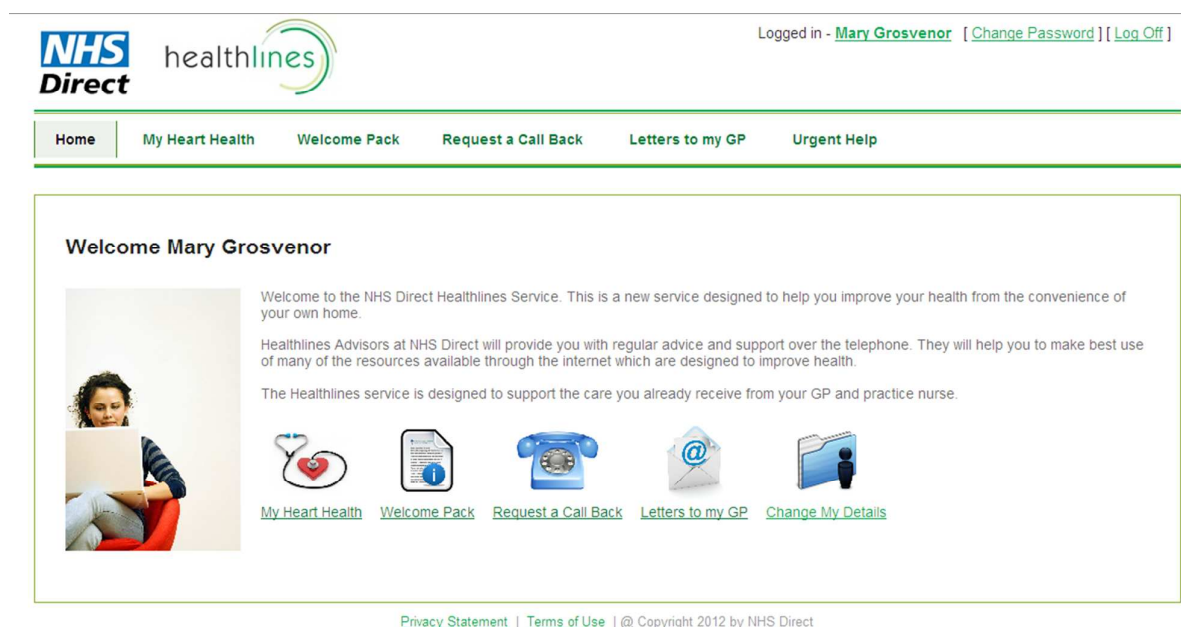 NHS
Direct
healthlines
Logged in - Mary Grosvenor [ Change Password ] [ Log Off ]
Home My Heart Health Welcome Pack Request a Call Back Letters to my GP Urgent Help
Welcome Mary Grosvenor
Welcome to the NHS Direct Healthlines Service. This is a new service designed to help you improve your health from the convenience of
your own home.
Healthlines Advisors at NHS Direct will provide you with regular advice and support over the telephone. They will help you to make best use
of many of the resources available through the internet which are designed to improve health.
The Healthlines service is designed to support the care you already receive from your GP and practice nurse.
My Heart Health Welcome Pack Request a Call Back Letters to my GP Change My Details
Privacy Statement | Terms of Use | @ Copyright 2012 by NHS Direct